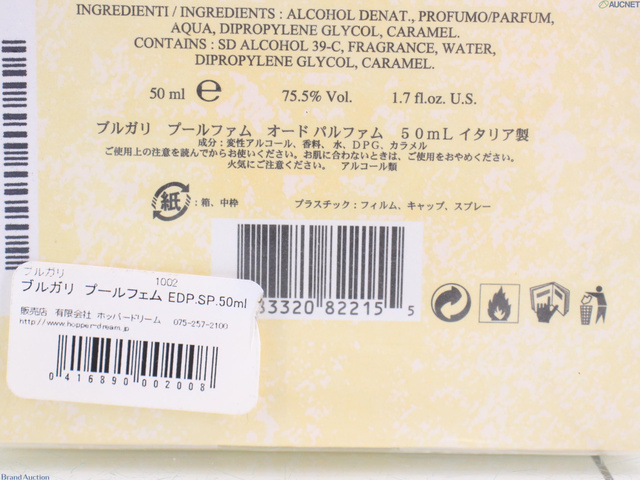 AUCNET
INGREDIENTI / INGREDIENTS : ALCOHOL DENAT., PROFUMO/PARFUM,
AQUA, DIPROPYLENE GLYCOL, CARAMEL.
CONTAINS : SD ALCOHOL 39-C, FRAGRANCE, WATER,
DIPROPYLENE GLYCOL, CARAMEL.
50 ml e 75.5% Vol. 1.7 fl.oz. U.S.
ブルガリ プールファム オード パルファム 50mL イタリア製
成分：変性アルコール、香料、水、DPG、カラメル
ご使用上の注意を読んでからお使いください。お肌に合わないときは、ご使用をおやめください。
火気にご注意ください。 アルコール類
紙：箱、中枠 プラスチック：フィルム、キャップ、スプレー
33320 82215 5
ブルガリ
1002
ブルガリ プールフェム EDP.SP.50ml
販売店 有限会社 ホッパードリーム 075-257-2100
http://www.hopper-dream.jp
0416890002008
Brand Auction